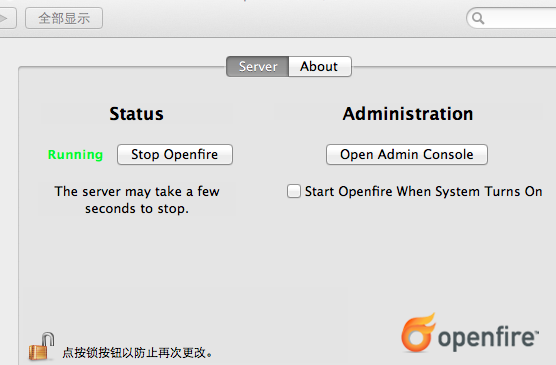 全部显示
Server About
Status
Administration
Running
Stop Openfire
Open Admin Console
The server may take a few
seconds to stop.
Start Openfire When System Turns On
点按锁按钮以防止再次更改。
openfire™